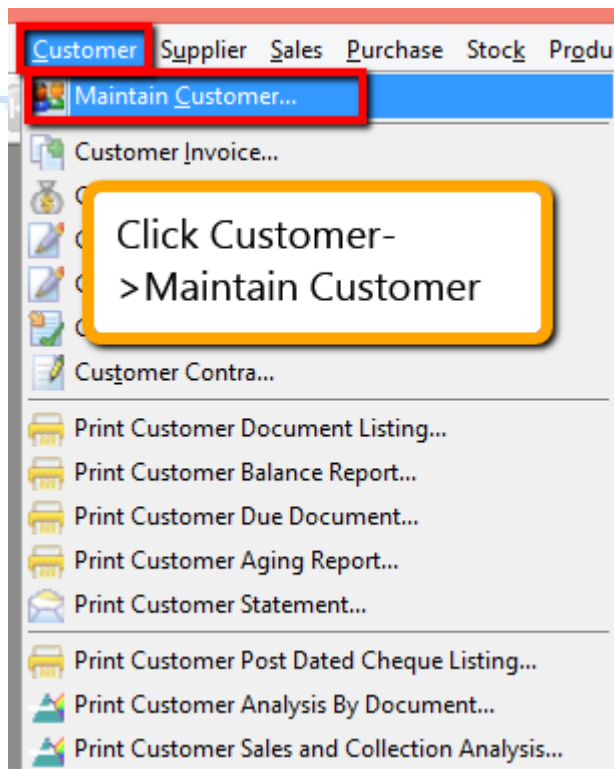 Customer Supplier Sales Purchase Stock Produ
Maintain Customer...
Customer Invoice...
Click Customer-
>Maintain Customer
Customer Contra...
Print Customer Document Listing...
Print Customer Balance Report...
Print Customer Due Document...
Print Customer Aging Report...
Print Customer Statement...
Print Customer Post Dated Cheque Listing...
Print Customer Analysis By Document...
Print Customer Sales and Collection Analysis...